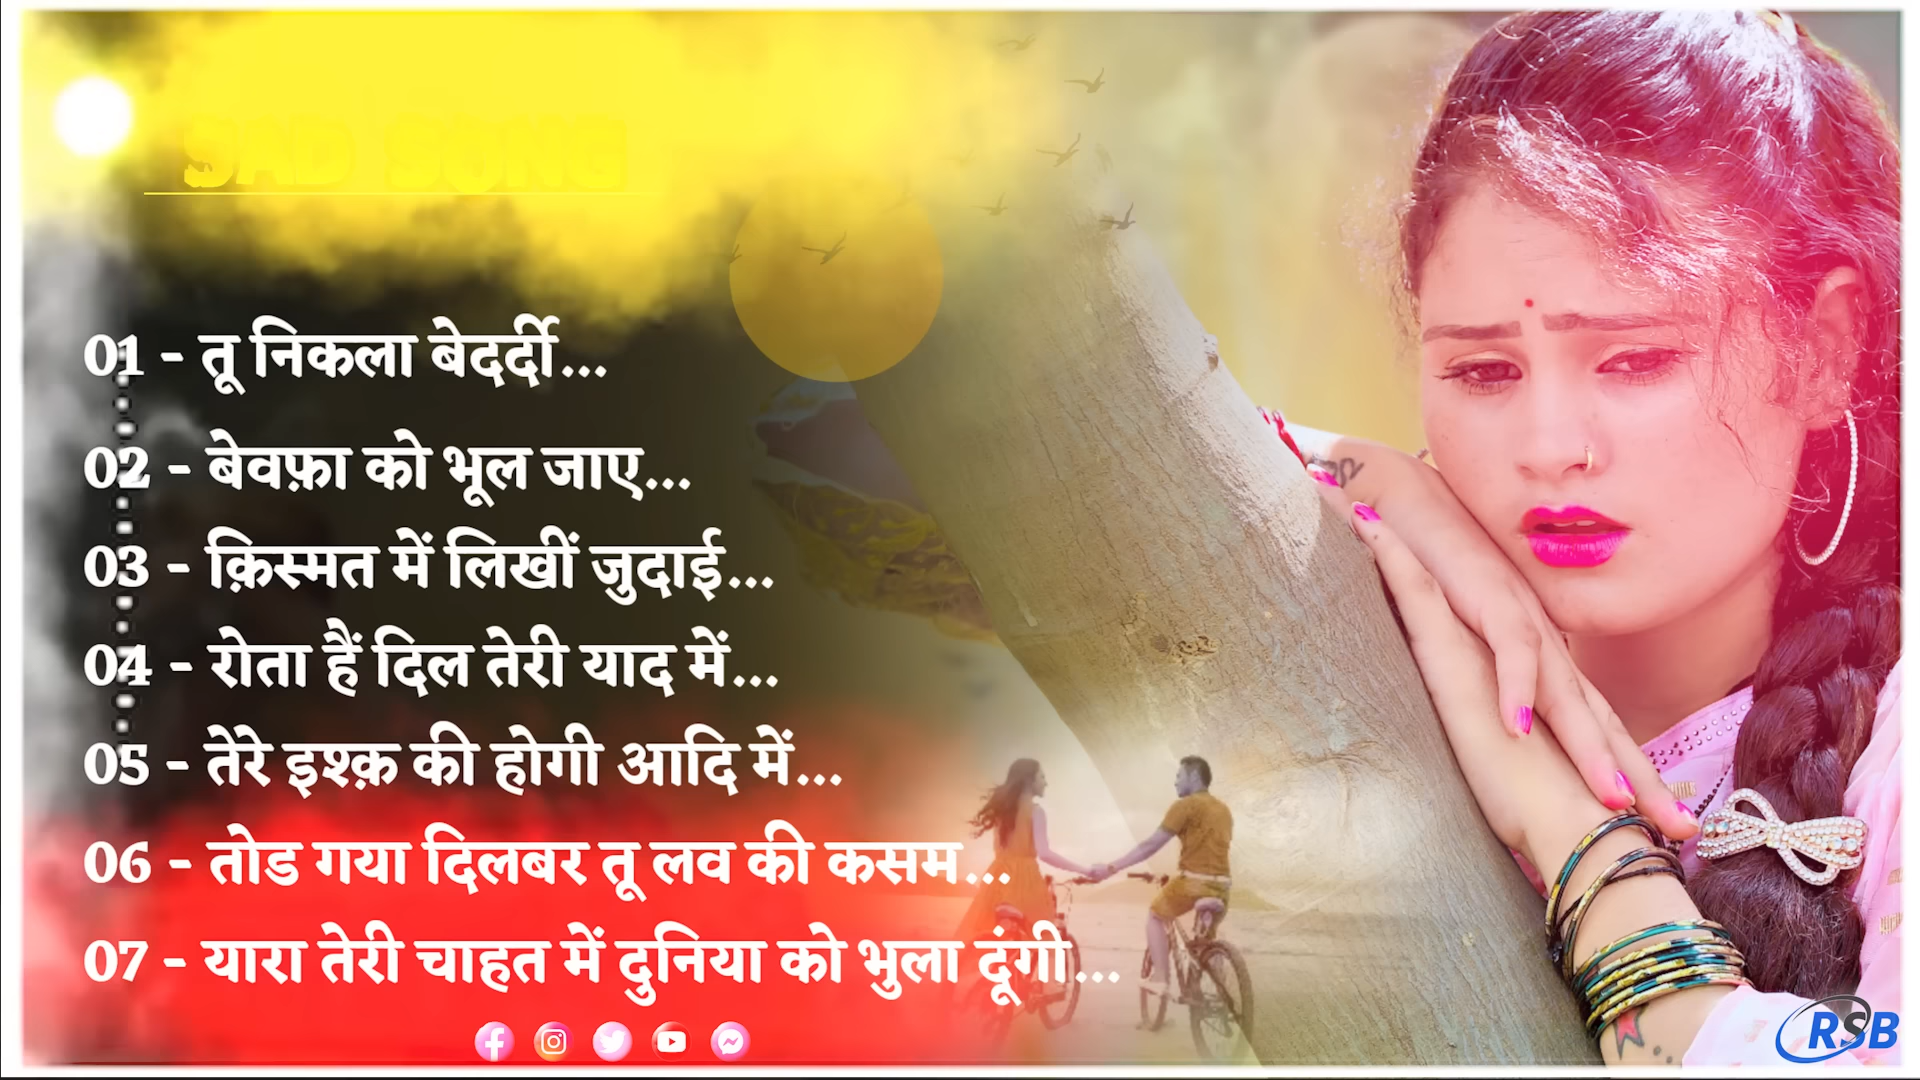 SAD SONG
01 - तू निकला बेदर्दी...
02 - बेवफ़ा को भूल जाए...
03 - क़िस्मत में लिखीं जुदाई...
04 - रोता हैं दिल तेरी याद में...
05 - तेरे इश्क़ की होगी आदि में...
06 - तोड गया दिलबर तू लव की कसम...
07 - यारा तेरी चाहत में दुनिया को भुला दूंगी...
RSB